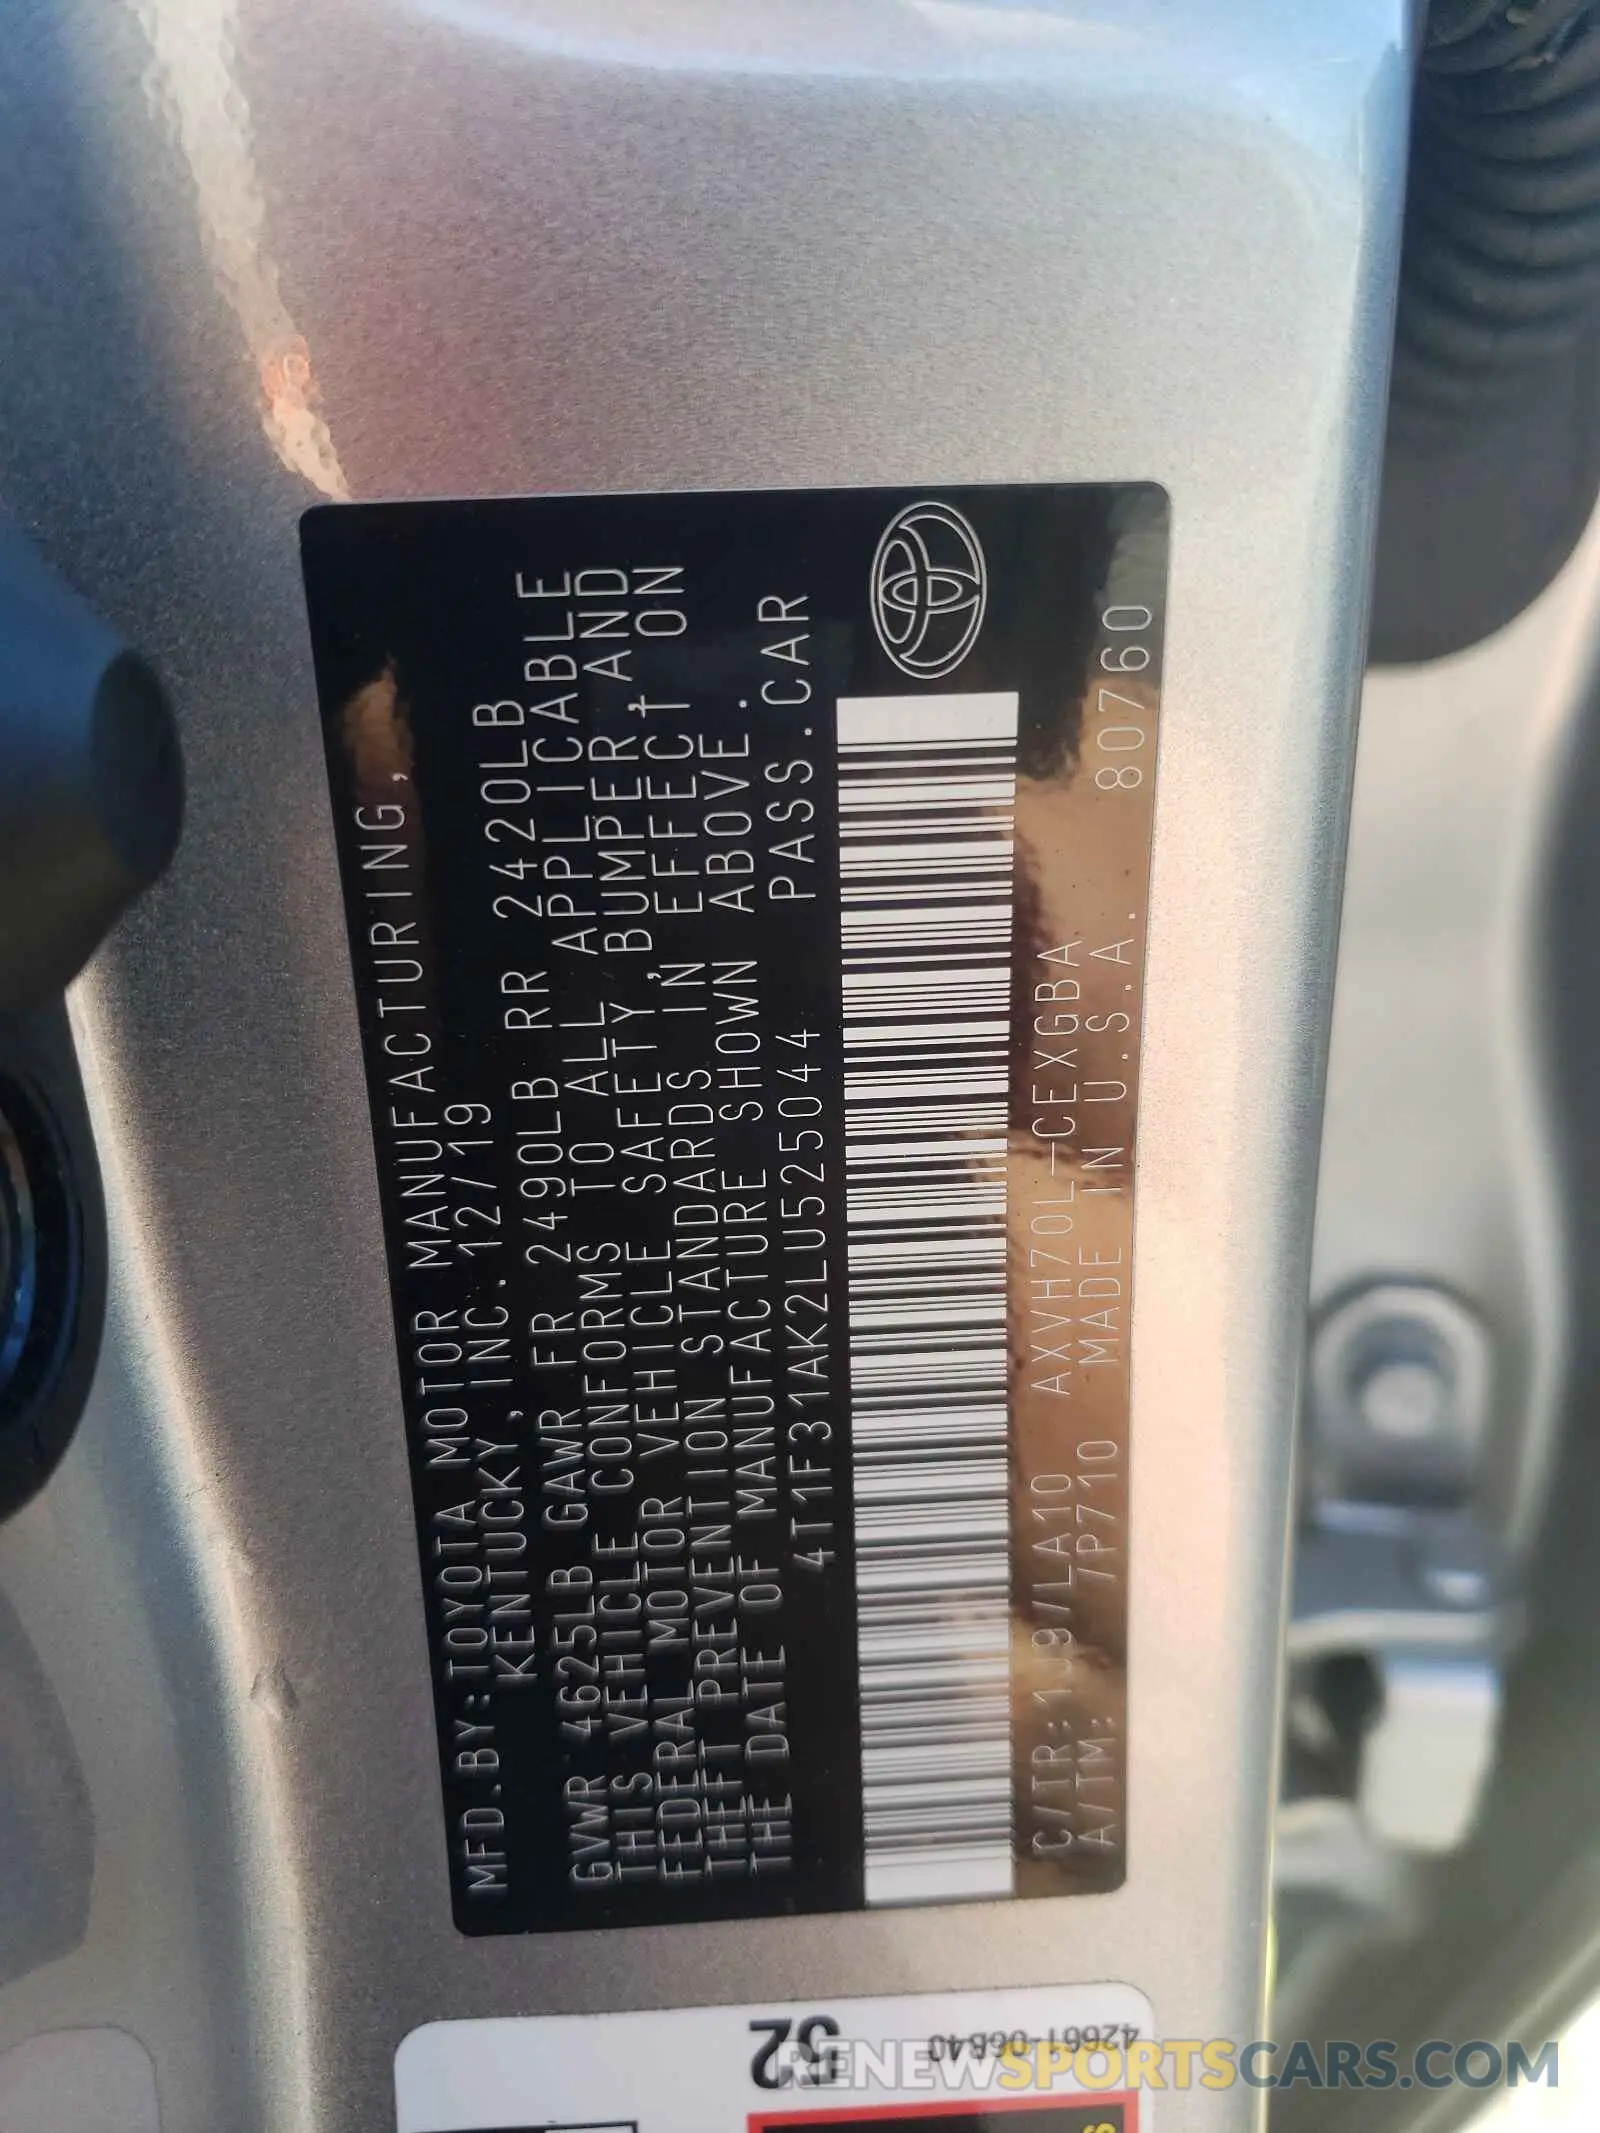 MFD.BY:TOYOTA MOTOR MANUFACTURING,
KENTUCKY,INC.12/19
GVWR 4625LB GAWR FR 2490LB RR 2420LB
THIS VEHICLE CONFORMS TO ALL APPLICABLE
FEDERAL MOTOR VEHICLE SAFETY,BUMPER,AND
THEFT PREVENTION STANDARDS IN EFFECT ON
THE DATE OF MANUFACTURE SHOWN ABOVE.
4T1F31AK2LU525044 PASS.CAR
C/TR:1J9/LA10 AXVH70L-CEXGBA
A/TM: /P710 MADE IN U.S.A. 80760
52
42661-06B40
RENEWSPORTSCARS.COM